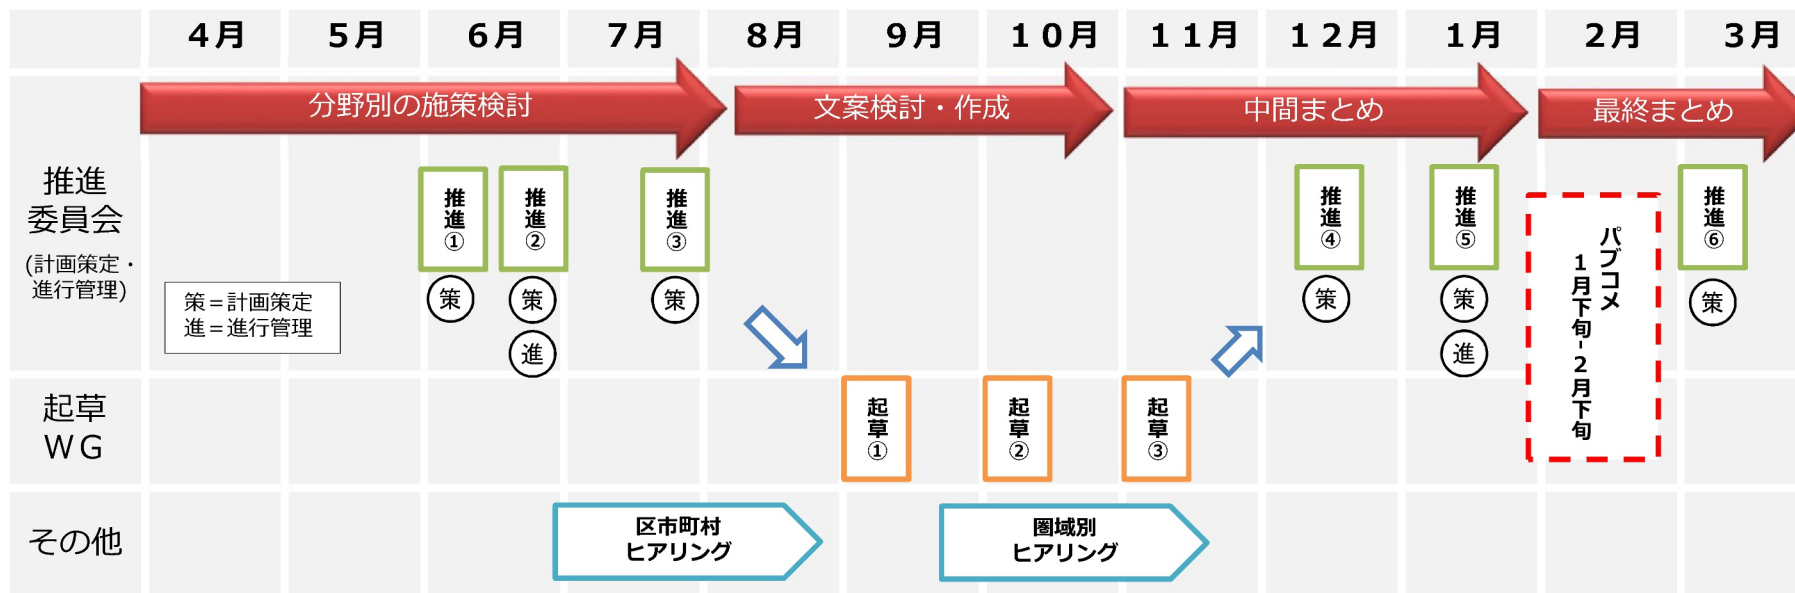 4月 5月 6月 7月 8月 9月 10月 11月 12月 1月 2月 3月
分野別の施策検討
文案検討・作成
中間まとめ
最終まとめ
推進
委員会
(計画策定・
進行管理)
策＝計画策定
進＝進行管理
推進①
策
推進②
策
進
推進③
策
推進④
策
推進⑤
策
進
パブコメ
1月下旬-2月下旬
推進⑥
策
起草
WG
起草①
起草②
起草③
その他
区市町村
ヒアリング
圏域別
ヒアリング